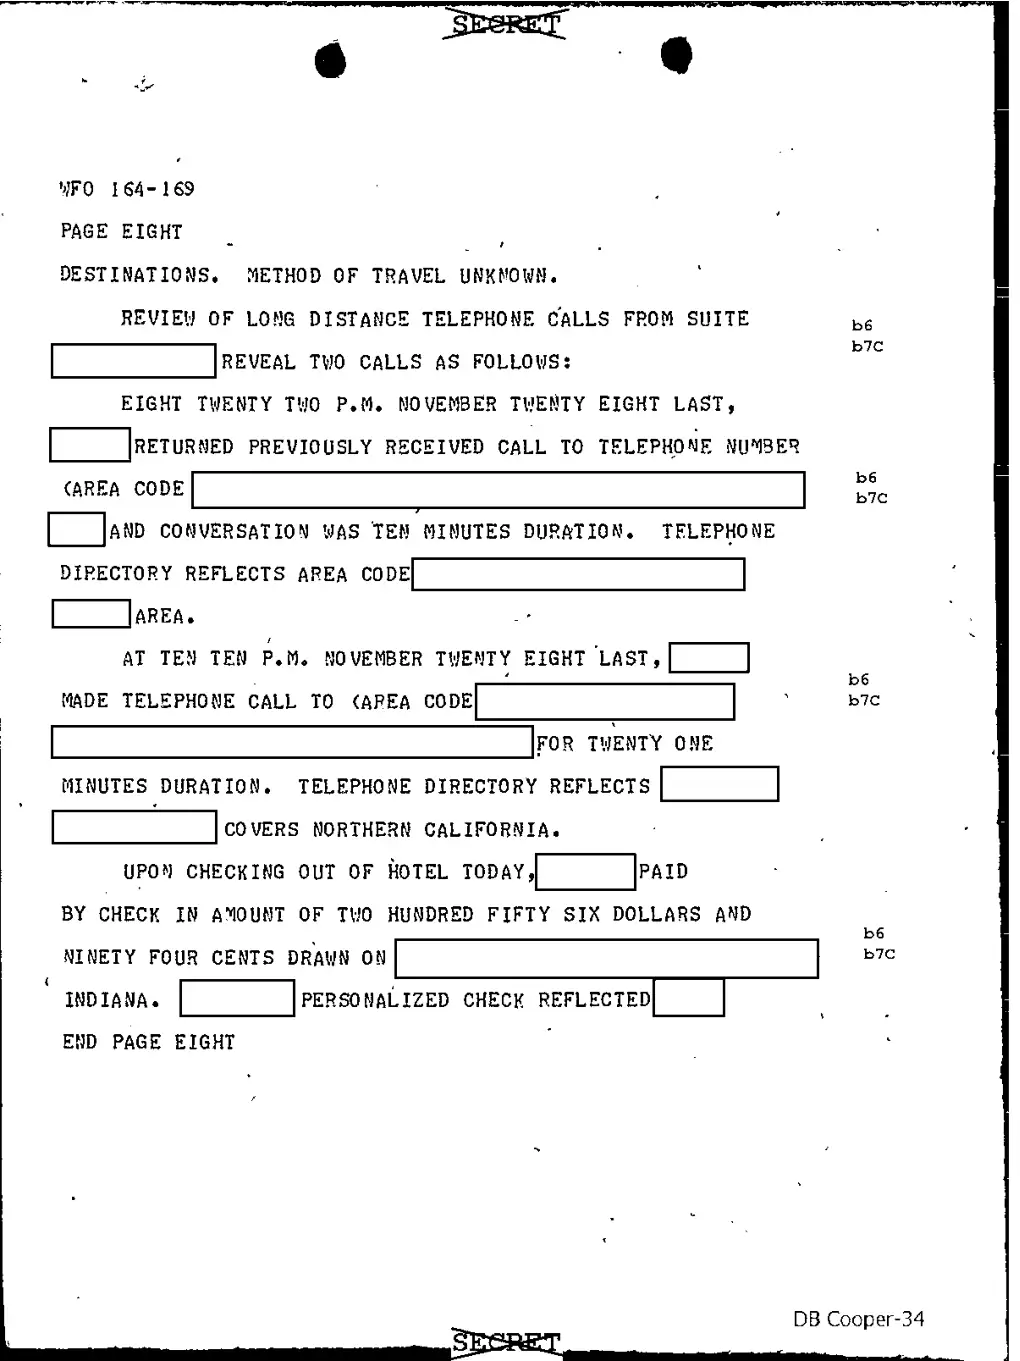 SECRET
WFO 164-169
PAGE EIGHT
DESTINATIONS. METHOD OF TRAVEL UNKNOWN.
REVIEW OF LONG DISTANCE TELEPHONE CALLS FROM SUITE
b6
b7C
REVEAL TWO CALLS AS FOLLOWS:
EIGHT TWENTY TWO P.M. NOVEMBER TWENTY EIGHT LAST,
RETURNED PREVIOUSLY RECEIVED CALL TO TELEPHONE NUMBER
(AREA CODE
b6
b7C
AND CONVERSATION WAS TEN MINUTES DURATION. TELEPHONE
DIRECTORY REFLECTS AREA CODE
AREA.
AT TEN TEN P.M. NOVEMBER TWENTY EIGHT LAST,
b6
b7C
MADE TELEPHONE CALL TO (AREA CODE
FOR TWENTY ONE
MINUTES DURATION. TELEPHONE DIRECTORY REFLECTS
COVERS NORTHERN CALIFORNIA.
UPON CHECKING OUT OF HOTEL TODAY, PAID
BY CHECK IN AMOUNT OF TWO HUNDRED FIFTY SIX DOLLARS AND
b6
b7C
NINETY FOUR CENTS DRAWN ON
INDIANA. PERSONALIZED CHECK REFLECTED
END PAGE EIGHT
DB Cooper-34
SECRET